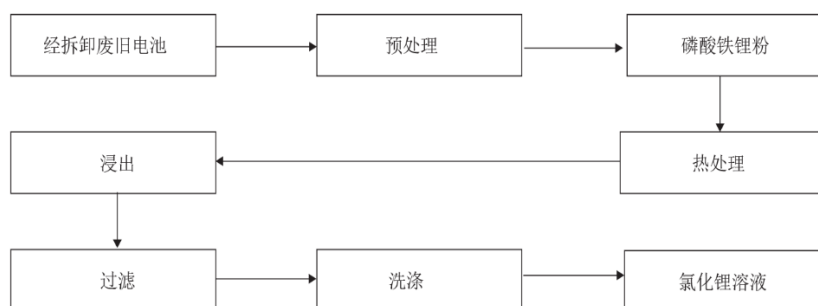 经拆卸废旧电池
预处理
磷酸铁锂粉
热处理
浸出
过滤
洗涤
氯化锂溶液